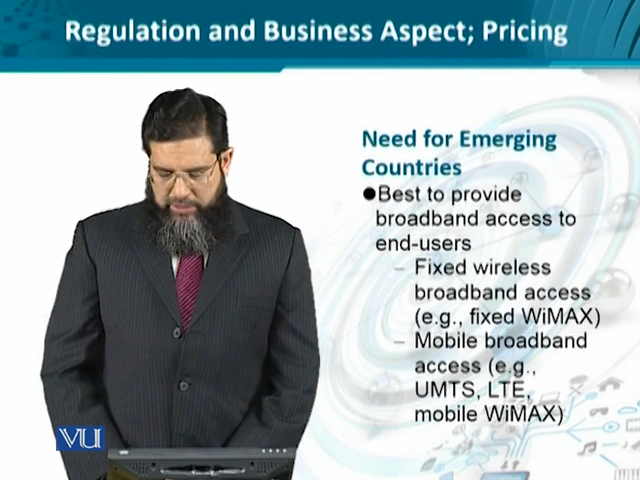 Regulation and Business Aspect; Pricing
Need for Emerging
Countries
●Best to provide
broadband access to
end-users
– Fixed wireless
broadband access
(e.g., fixed WiMAX)
– Mobile broadband
access (e.g.,
UMTS, LTE,
mobile WiMAX)
VU